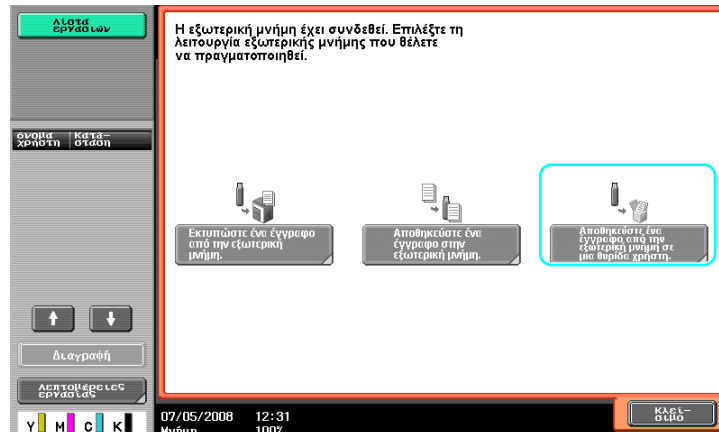 Λίστα
εργασιών
Η εξωτερική μνήμη έχει συνδεθεί. Επιλέξτε τη
λειτουργία εξωτερικής μνήμης που θέλετε
να πραγματοποιηθεί.
όνομα
χρήστη
Κατά-
σταση
Εκτυπώστε ένα έγγραφο
από την εξωτερική
μνήμη.
Αποθηκεύστε ένα
έγγραφο στην
εξωτερική μνήμη.
Αποθηκεύστε ένα
έγγραφο από την
εξωτερική μνήμη σε
μια θυρίδα χρήστη.
Διαγραφή
Λεπτομέρειες
εργασίας
Y M C K
07/05/2008 12:31
Μνήμη 100%
Κλεί-
σιμο